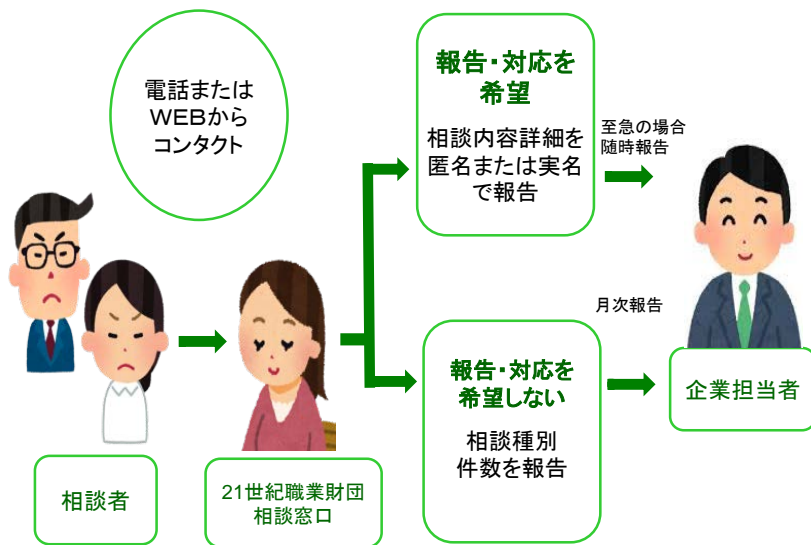 電話または
WEBから
コンタクト
報告・対応を
希望
相談内容詳細を
匿名または実名
で報告
至急の場合
随時報告
月次報告
報告・対応を
希望しない
相談種別
件数を報告
企業担当者
相談者
21世紀職業財団
相談窓口